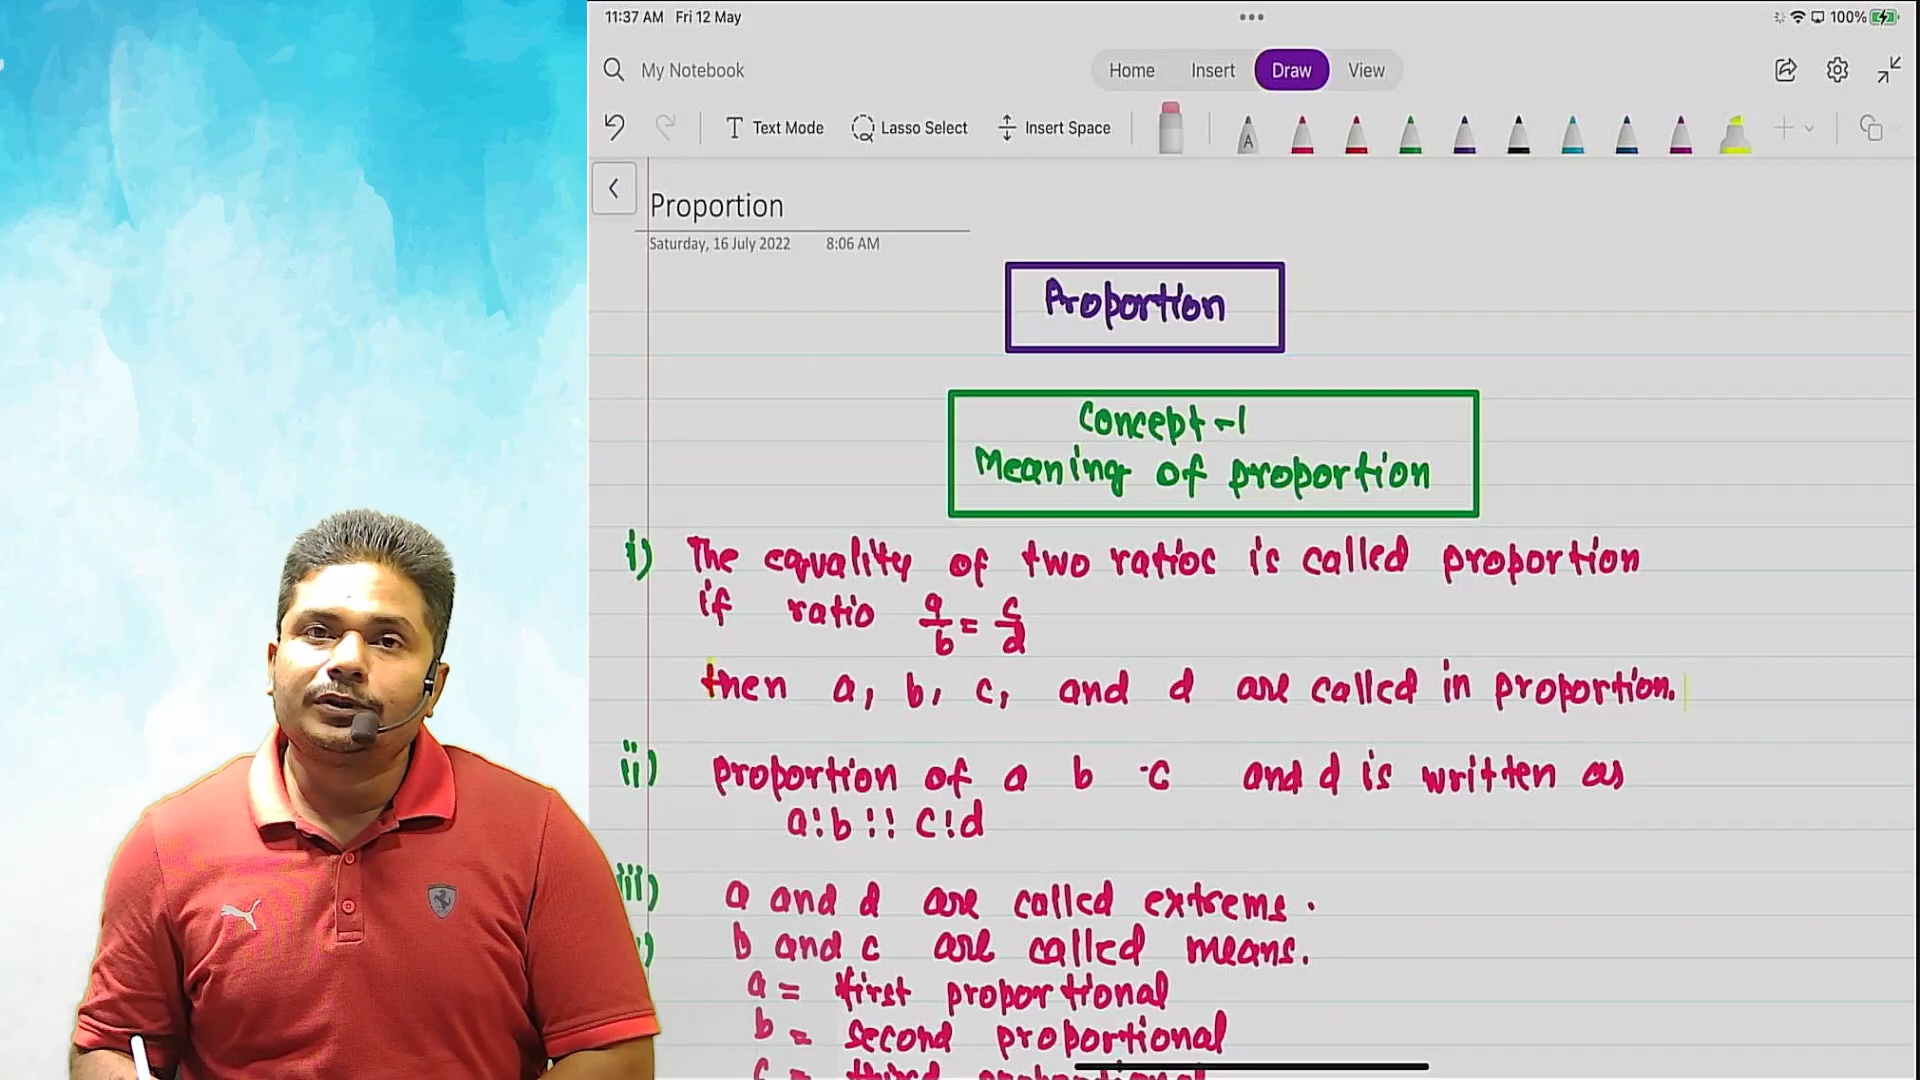 11:37 AM Fri 12 May
100%
My Notebook
Home Insert Draw View
Text Mode Lasso Select Insert Space
A
Proportion
Saturday, 16 July 2022 8:06 AM
Proportion
Concept-1
Meaning of proportion
i) The equality of two ratios is called proportion
if ratio a/b = c/d
then a, b, c, and d are called in proportion.
ii) proportion of a b c and d is written as
a:b :: c:d
iii) a and d are called extrems.
b and c are called means.
a = first proportional
b = second proportional
c = third proportional